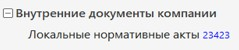 Внутренние документы компании
Локальные нормативные акты 23423